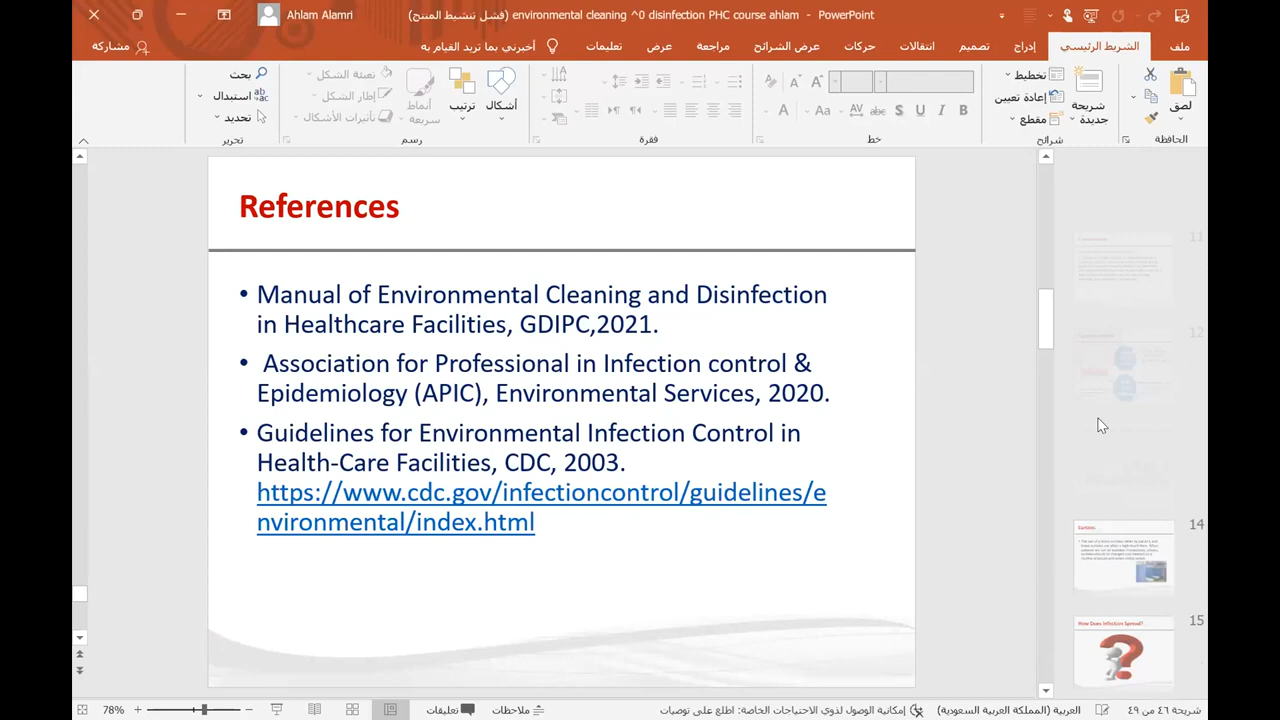 Ahlam Alamri
environmental cleaning ^0 disinfection PHC course ahlam - PowerPoint (فشل تنشيط المنتج)
ملف
الشريط الرئيسي
إدراج
تصميم
انتقالات
حركات
عرض الشرائح
مراجعة
عرض
تعليمات
أخبرني بما تريد القيام به
مشاركة
لصق
الحافظة
شريحة
جديدة
تخطيط
إعادة تعيين
مقطع
شرائح
B I U S abc AV Aa A
خط
فقرة
أشكال
ترتيب
أنماط
سريعة
تعبئة الشكل
إطار الشكل
تأثيرات الأشكال
رسم
بحث
استبدال
تحديد
تحرير
References
• Manual of Environmental Cleaning and Disinfection
in Healthcare Facilities, GDIPC,2021.
• Association for Professional in Infection control &
Epidemiology (APIC), Environmental Services, 2020.
• Guidelines for Environmental Infection Control in
Health-Care Facilities, CDC, 2003.
https://www.cdc.gov/infectioncontrol/guidelines/e
nvironmental/index.html
11
12
14
Curtains
15
How Does Infection Spread?
شريحة ٤٦ من ٤٩
العربية (المملكة العربية السعودية)
إمكانية الوصول لذوي الاحتياجات الخاصة: اطلع على توصيات
ملاحظات
تعليقات
78%